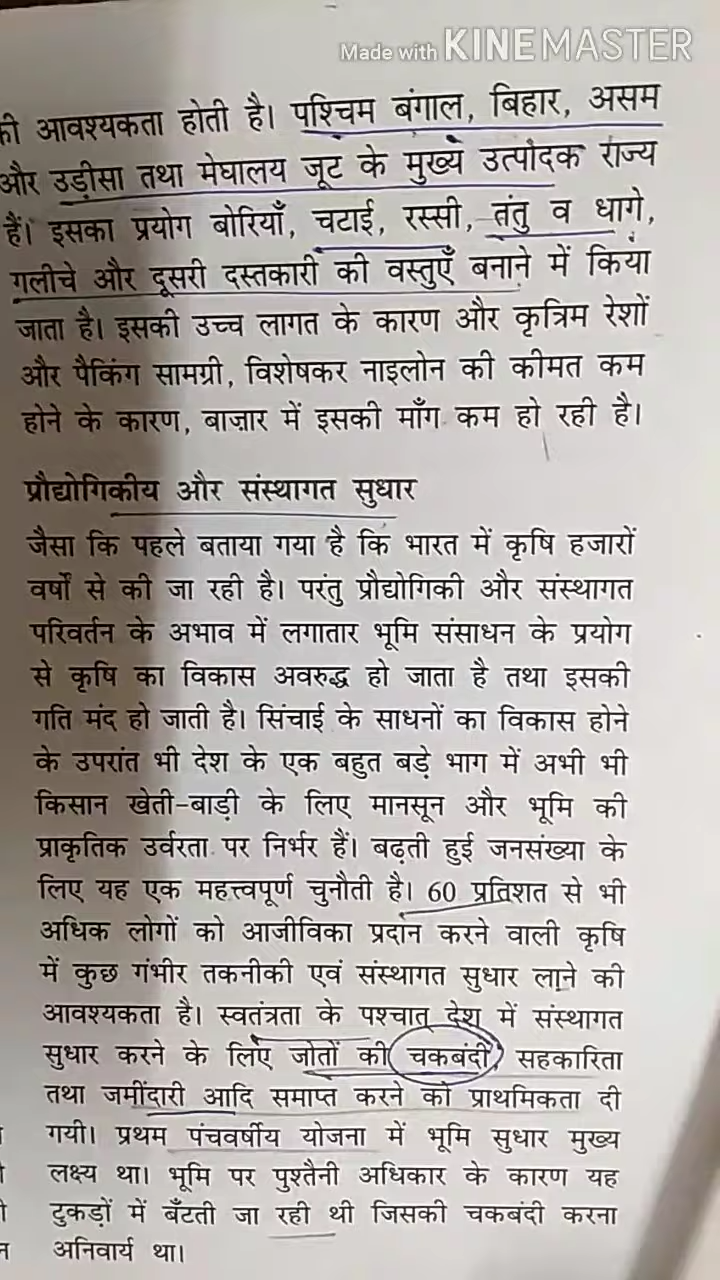 Made with KINEMASTER
की आवश्यकता होती है। पश्चिम बंगाल, बिहार, असम
और उड़ीसा तथा मेघालय जूट के मुख्य उत्पादक राज्य
हैं। इसका प्रयोग बोरियाँ, चटाई, रस्सी, तंतु व धागे,
गलीचे और दूसरी दस्तकारी की वस्तुएँ बनाने में किया
जाता है। इसकी उच्च लागत के कारण और कृत्रिम रेशों
और पैकिंग सामग्री, विशेषकर नाइलोन की कीमत कम
होने के कारण, बाज़ार में इसकी माँग कम हो रही है।
प्रौद्योगिकीय और संस्थागत सुधार
जैसा कि पहले बताया गया है कि भारत में कृषि हजारों
वर्षों से की जा रही है। परंतु प्रौद्योगिकी और संस्थागत
परिवर्तन के अभाव में लगातार भूमि संसाधन के प्रयोग
से कृषि का विकास अवरुद्ध हो जाता है तथा इसकी
गति मंद हो जाती है। सिंचाई के साधनों का विकास होने
के उपरांत भी देश के एक बहुत बड़े भाग में अभी भी
किसान खेती-बाड़ी के लिए मानसून और भूमि की
प्राकृतिक उर्वरता पर निर्भर हैं। बढ़ती हुई जनसंख्या के
लिए यह एक महत्त्वपूर्ण चुनौती है। 60 प्रतिशत से भी
अधिक लोगों को आजीविका प्रदान करने वाली कृषि
में कुछ गंभीर तकनीकी एवं संस्थागत सुधार लाने की
आवश्यकता है। स्वतंत्रता के पश्चात् देश में संस्थागत
सुधार करने के लिए जोतों की चकबंदी, सहकारिता
तथा जमींदारी आदि समाप्त करने को प्राथमिकता दी
गयी। प्रथम पंचवर्षीय योजना में भूमि सुधार मुख्य
लक्ष्य था। भूमि पर पुश्तैनी अधिकार के कारण यह
टुकड़ों में बँटती जा रही थी जिसकी चकबंदी करना
अनिवार्य था।